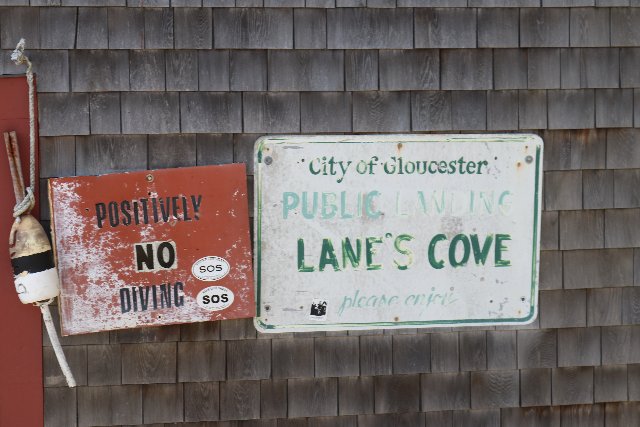 POSITIVELY
NO
DIVING
SOS
SOS
City of Gloucester
PUBLIC LANDING
LANE'S COVE
please enjoy